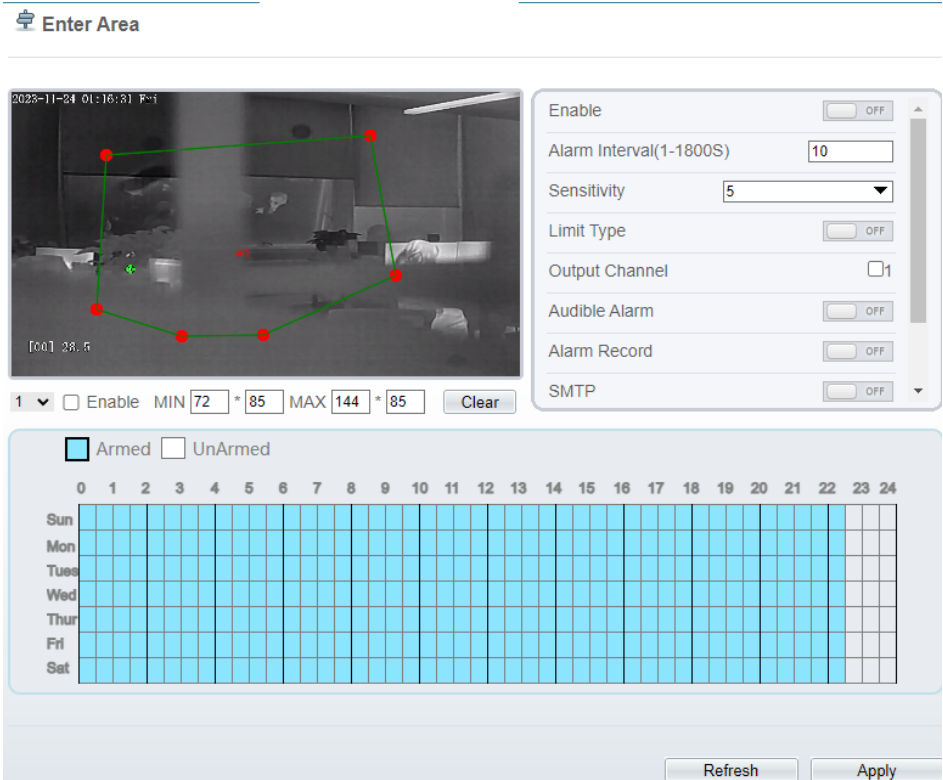 Enter Area
2023-11-24 01:16:31 Fri
[00] 28.5
1 Enable MIN 72 * 85 MAX 144 * 85 Clear
Enable OFF
Alarm Interval(1-1800S) 10
Sensitivity 5
Limit Type OFF
Output Channel 1
Audible Alarm OFF
Alarm Record OFF
SMTP OFF
Armed UnArmed
0 1 2 3 4 5 6 7 8 9 10 11 12 13 14 15 16 17 18 19 20 21 22 23 24
Sun
Mon
Tues
Wed
Thur
Fri
Sat
Refresh Apply